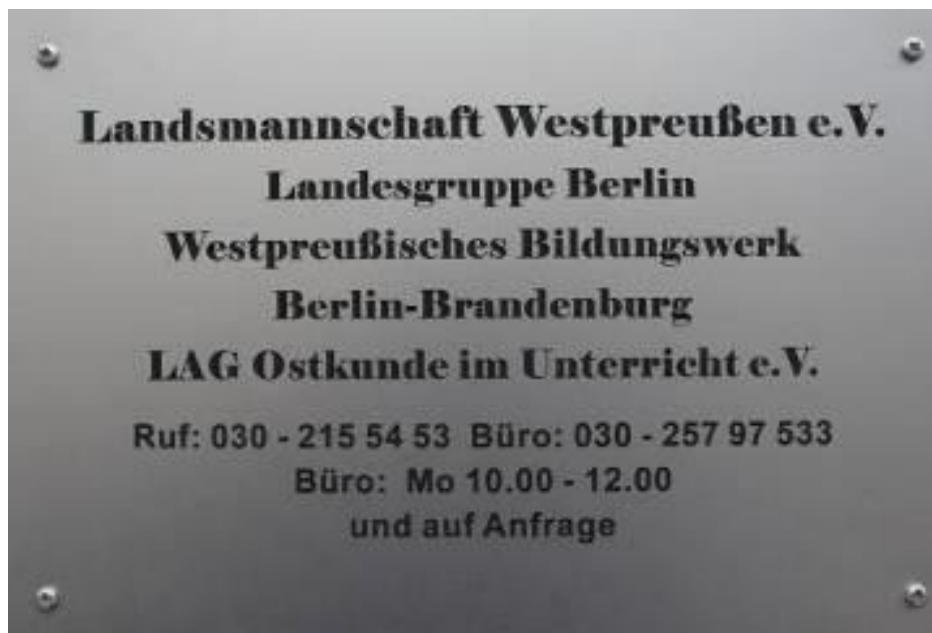 Landsmannschaft Westpreußen e.V.
Landesgruppe Berlin
Westpreußisches Bildungswerk
Berlin-Brandenburg
LAG Ostkunde im Unterricht e.V.
Ruf: 030 - 215 54 53 Büro: 030 - 257 97 533
Büro: Mo 10.00 - 12.00
und auf Anfrage